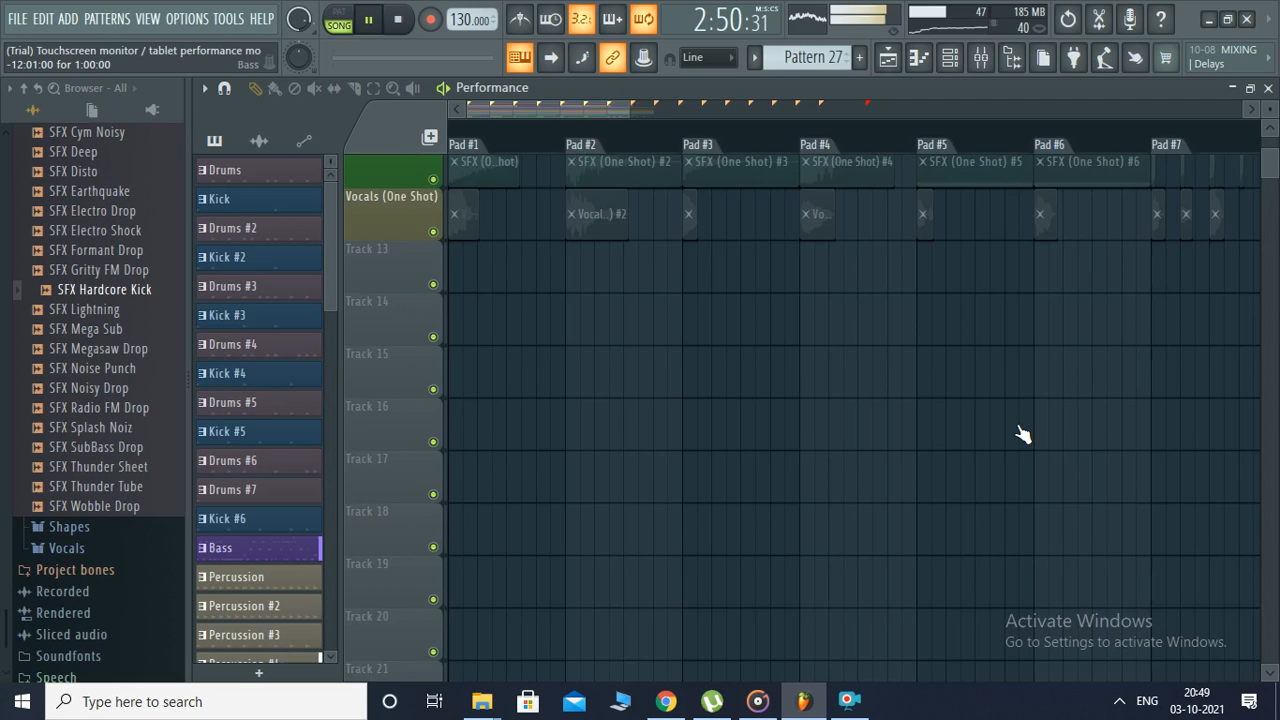 FILE EDIT ADD PATTERNS VIEW OPTIONS TOOLS HELP
PAT
SONG
130.000
3.2.
2:50:31
M:S:CS
47
185 MB
40
(Trial) Touchscreen monitor / tablet performance mo
-12:01:00 for 1:00:00
Bass
Line
Pattern 27
10-08 MIXING
| Delays
Browser - All
Performance
SFX Cym Noisy
SFX Deep
SFX Disto
SFX Earthquake
SFX Electro Drop
SFX Electro Shock
SFX Formant Drop
SFX Gritty FM Drop
SFX Hardcore Kick
SFX Lightning
SFX Mega Sub
SFX Megasaw Drop
SFX Noise Punch
SFX Noisy Drop
SFX Radio FM Drop
SFX Splash Noiz
SFX SubBass Drop
SFX Thunder Sheet
SFX Thunder Tube
SFX Wobble Drop
Shapes
Vocals
Project bones
Recorded
Rendered
Sliced audio
Soundfonts
Speech
Drums
Kick
Drums #2
Kick #2
Drums #3
Kick #3
Drums #4
Kick #4
Drums #5
Kick #5
Drums #6
Drums #7
Kick #6
Bass
Percussion
Percussion #2
Percussion #3
Pad #1
Pad #2
Pad #3
Pad #4
Pad #5
Pad #6
Pad #7
SFX (O..hot)
SFX (One Shot) #2
SFX (One Shot) #3
SFX (One Shot) #4
SFX (One Shot) #5
SFX (One Shot) #6
Vocals (One Shot)
Vocal..) #2
Vo..
Track 13
Track 14
Track 15
Track 16
Track 17
Track 18
Track 19
Track 20
Track 21
Activate Windows
Go to Settings to activate Windows.
Type here to search
ENG
20:49
03-10-2021